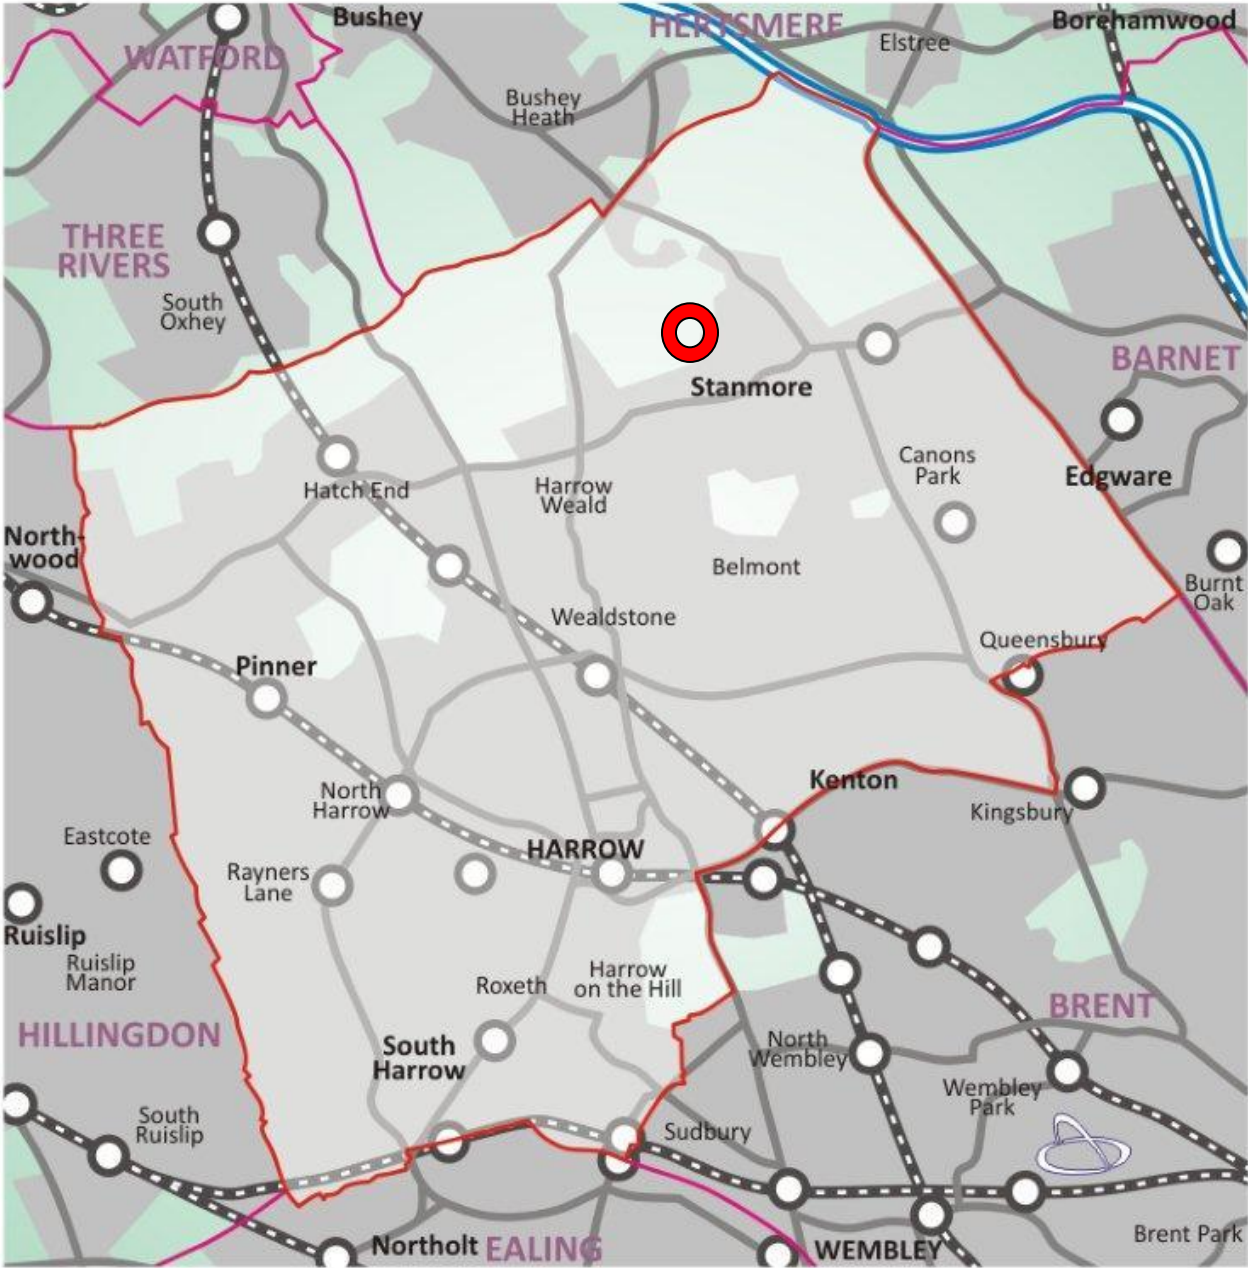 Bushey
HERTSMERE
Borehamwood
Elstree
WATFORD
Bushey
Heath
THREE
RIVERS
South
Oxhey
BARNET
Stanmore
Edgware
Canons
Park
Hatch End
Harrow
Weald
North-
wood
Belmont
Burnt
Oak
Wealdstone
Queensbury
Pinner
Kenton
North
Harrow
Kingsbury
Eastcote
HARROW
Rayners
Lane
Ruislip
Ruislip
Manor
Roxeth
Harrow
on the Hill
BRENT
HILLINGDON
South
Harrow
North
Wembley
Wembley
Park
South
Ruislip
Sudbury
Northolt
EALING
WEMBLEY
Brent Park